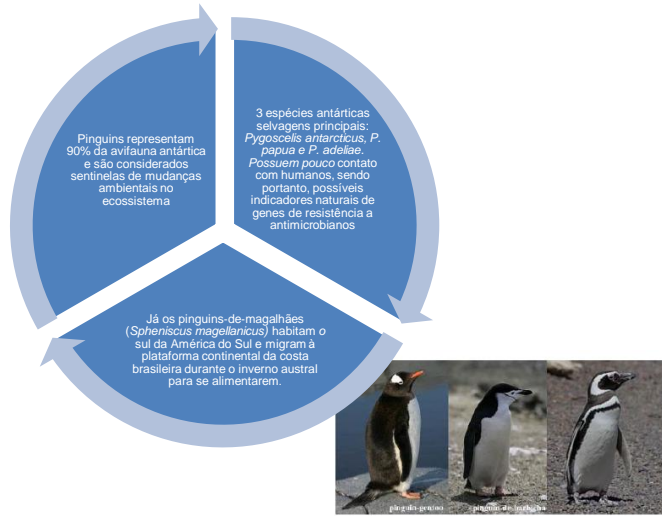 Pinguins representam
90% da avifauna antártica
e são considerados
sentinelas de mudanças
ambientais no
ecossistema
3 espécies antárticas
selvagens principais:
Pygoscelis antarcticus, P.
papua e P. adeliae.
Possuem pouco contato
com humanos, sendo
portanto, possíveis
indicadores naturais de
genes de resistência a
antimicrobianos
Já os pinguins-de-magalhães
(Spheniscus magellanicus) habitam o
sul da América do Sul e migram à
plataforma continental da costa
brasileira durante o inverno austral
para se alimentarem.
pinguim-gentoo
pinguim-de-barbicha